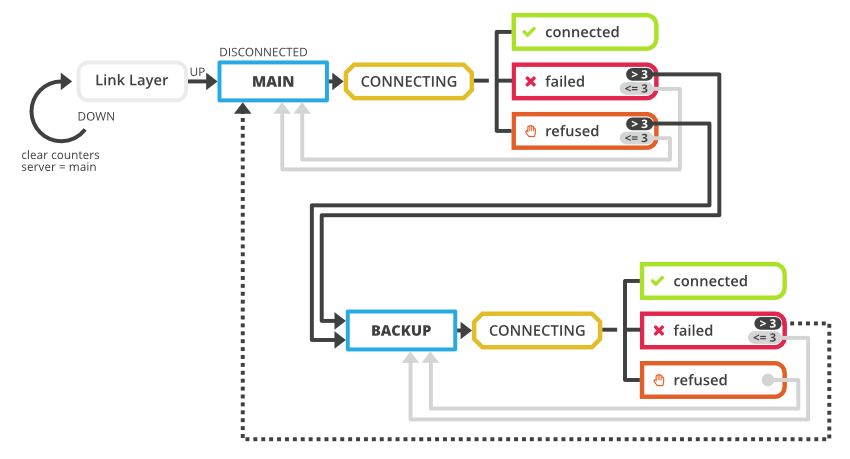 DISCONNECTED
connected
UP
Link Layer
MAIN
CONNECTING
failed
> 3
<= 3
DOWN
refused
> 3
<= 3
clear counters
server = main
connected
BACKUP
CONNECTING
failed
> 3
<= 3
refused